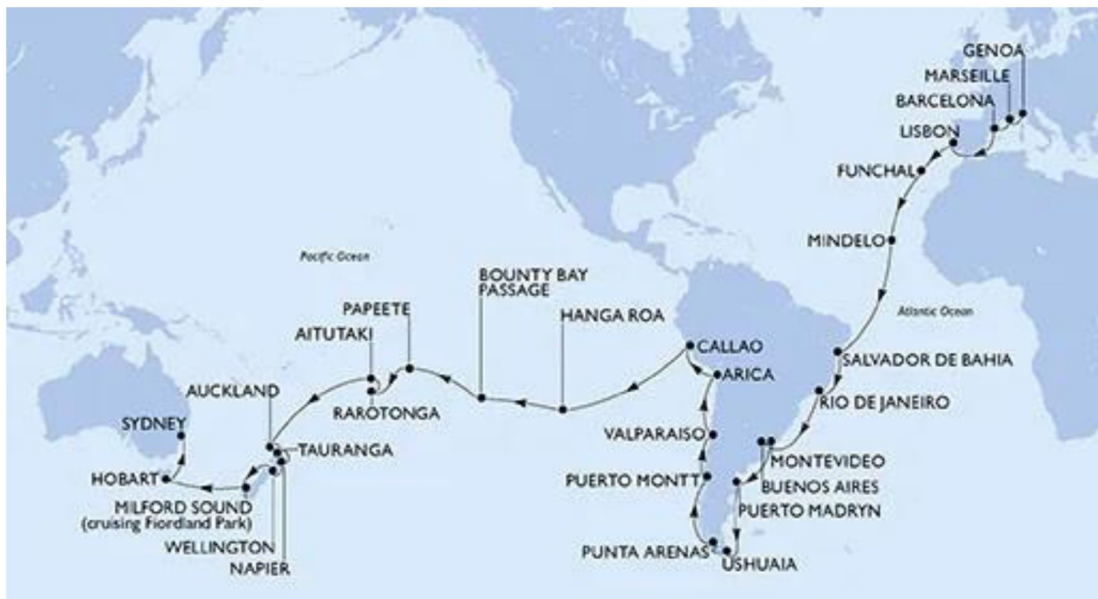 GENOA
MARSEILLE
BARCELONA
LISBON
FUNCHAL
MINDELO
Pacific Ocean
BOUNTY BAY
PASSAGE
PAPEETE
HANGA ROA
Atlantic Ocean
AITUTAKI
CALLAO
SALVADOR DE BAHIA
ARICA
AUCKLAND
RAROTONGA
RIO DE JANEIRO
SYDNEY
TAURANGA
VALPARAISO
MONTEVIDEO
HOBART
PUERTO MONTT
BUENOS AIRES
MILFORD SOUND
(cruising Fiordland Park)
PUERTO MADRYN
WELLINGTON
PUNTA ARENAS
USHUAIA
NAPIER